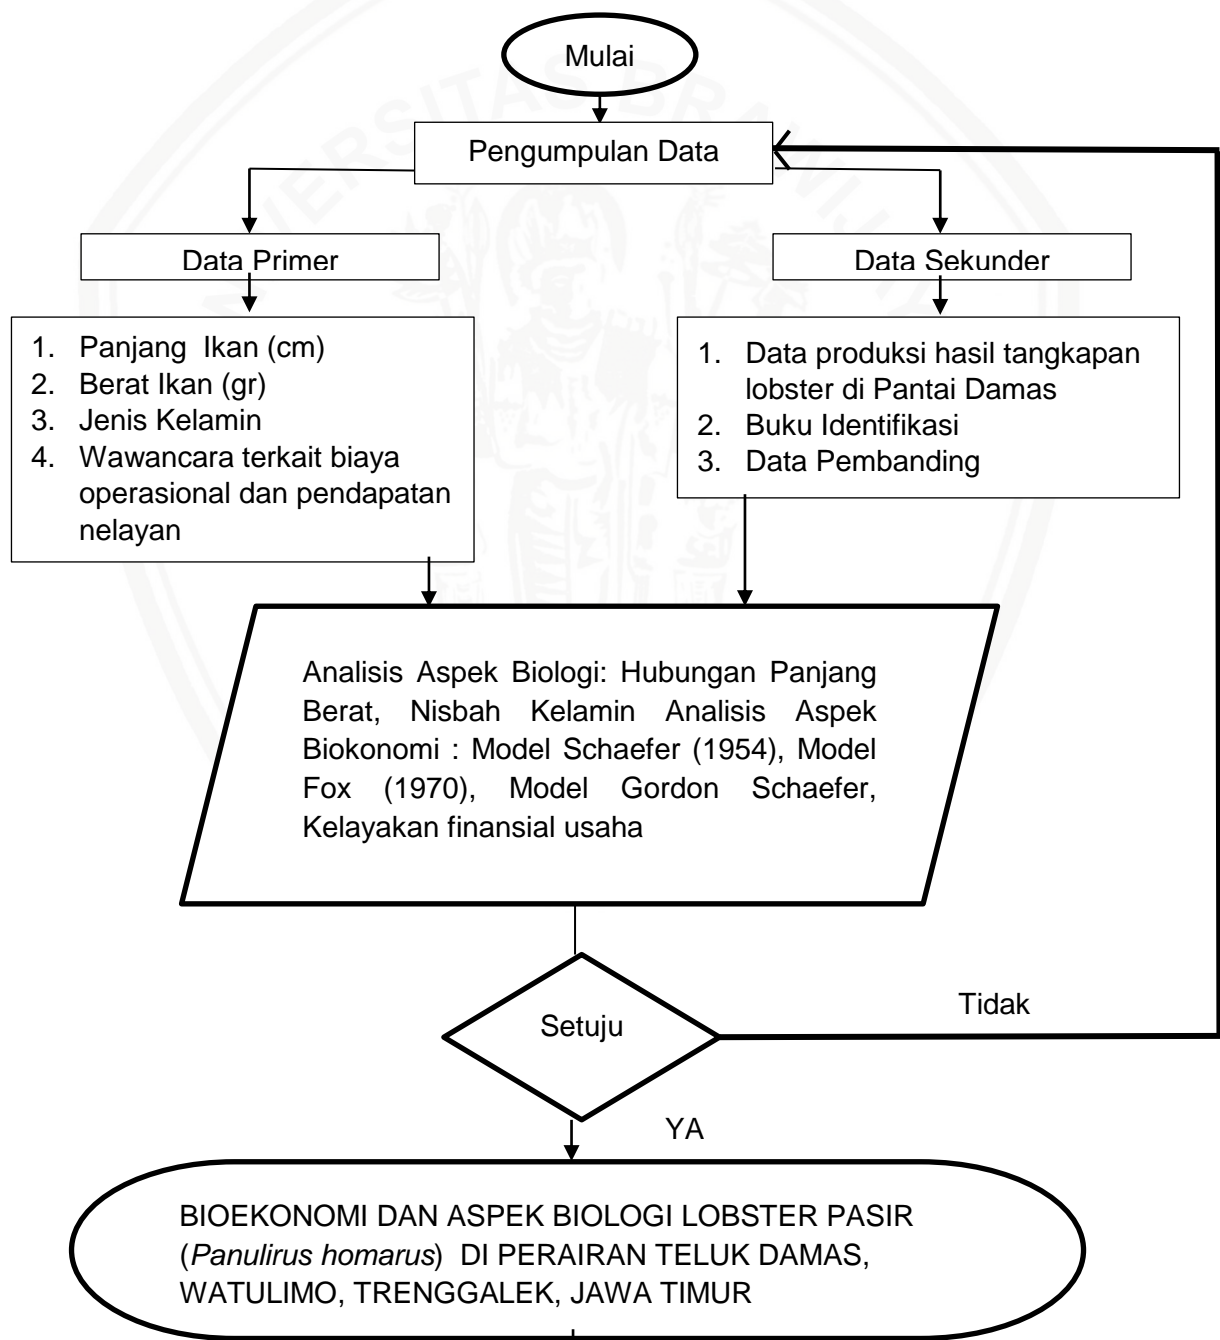 Mulai
Pengumpulan Data
Data Primer
Data Sekunder
1. Panjang Ikan (cm)
2. Berat Ikan (gr)
3. Jenis Kelamin
4. Wawancara terkait biaya
operasional dan pendapatan
nelayan
1. Data produksi hasil tangkapan
lobster di Pantai Damas
2. Buku Identifikasi
3. Data Pembanding
Analisis Aspek Biologi: Hubungan Panjang
Berat, Nisbah Kelamin Analisis Aspek
Biokonomi : Model Schaefer (1954), Model
Fox (1970), Model Gordon Schaefer,
Kelayakan finansial usaha
Setuju
Tidak
YA
BIOEKONOMI DAN ASPEK BIOLOGI LOBSTER PASIR
(Panulirus homarus) DI PERAIRAN TELUK DAMAS,
WATULIMO, TRENGGALEK, JAWA TIMUR
UNIVERSITAS BRAWIJAYA